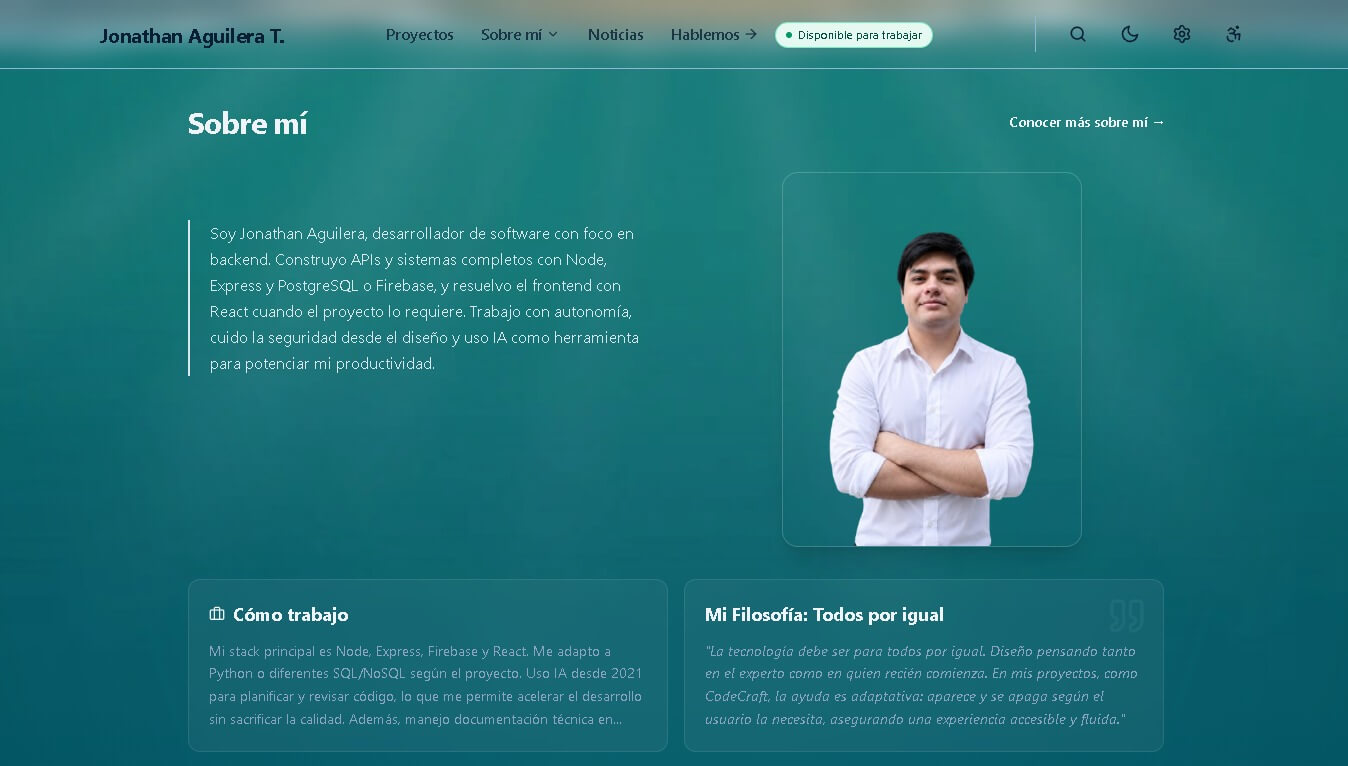 Jonathan Aguilera T.
Proyectos
Sobre mí
Noticias
Hablemos →
Disponible para trabajar
Sobre mí
Conocer más sobre mí →
Soy Jonathan Aguilera, desarrollador de software con foco en
backend. Construyo APIs y sistemas completos con Node,
Express y PostgreSQL o Firebase, y resuelvo el frontend con
React cuando el proyecto lo requiere. Trabajo con autonomía,
cuido la seguridad desde el diseño y uso IA como herramienta
para potenciar mi productividad.
Cómo trabajo
Mi stack principal es Node, Express, Firebase y React. Me adapto a
Python o diferentes SQL/NoSQL según el proyecto. Uso IA desde 2021
para planificar y revisar código, lo que me permite acelerar el desarrollo
sin sacrificar la calidad. Además, manejo documentación técnica en...
Mi Filosofía: Todos por igual
"La tecnología debe ser para todos por igual. Diseño pensando tanto
en el experto como en quien recién comienza. En mis proyectos, como
CodeCraft, la ayuda es adaptativa: aparece y se apaga según el
usuario la necesita, asegurando una experiencia accesible y fluida."